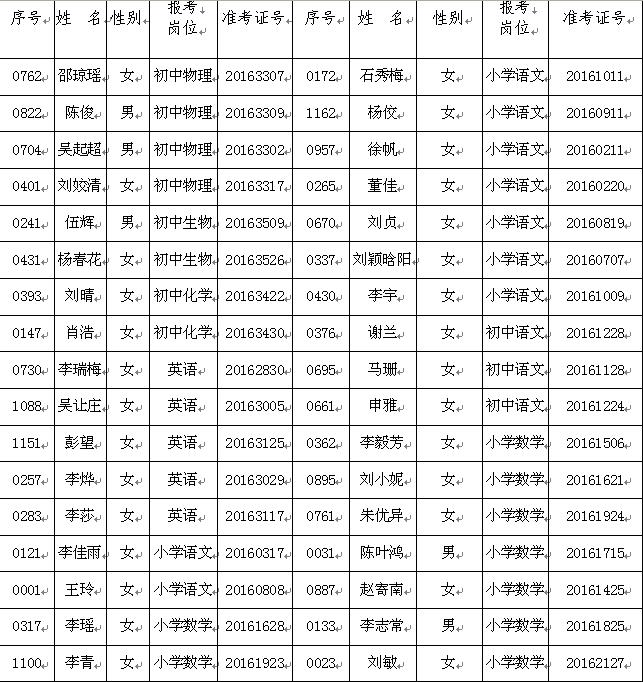 序号 姓 名 性别 报考岗位 准考证号 序号 姓 名 性别 报考岗位 准考证号
0762 邵琼瑶 女 初中物理 20163307 0172 石秀梅 女 小学语文 20161011
0822 陈俊 男 初中物理 20163309 1162 杨佼 女 小学语文 20160911
0704 吴起超 男 初中物理 20163302 0957 徐帆 女 小学语文 20160211
0401 刘姣清 女 初中物理 20163317 0265 董佳 女 小学语文 20160220
0241 伍辉 男 初中生物 20163509 0670 刘贞 女 小学语文 20160819
0431 杨春花 女 初中生物 20163526 0337 刘颖晗阳 女 小学语文 20160707
0393 刘晴 女 初中化学 20163422 0430 李宇 女 小学语文 20161009
0147 肖浩 女 初中化学 20163430 0376 谢兰 女 初中语文 20161228
0730 李瑞梅 女 英语 20162830 0695 马珊 女 初中语文 20161128
1088 吴让庄 女 英语 20163005 0661 申雅 女 初中语文 20161224
1151 彭望 女 英语 20163125 0362 李毅芳 女 小学数学 20161506
0257 李烨 女 英语 20163029 0895 刘小妮 女 小学数学 20161621
0283 李莎 女 英语 20163117 0761 朱优异 女 小学数学 20161924
0121 李佳雨 女 小学语文 20160317 0031 陈叶鸿 男 小学数学 20161715
0001 王玲 女 小学语文 20160808 0887 赵寄南 女 小学数学 20161425
0317 李瑶 女 小学数学 20161628 0133 李志常 男 小学数学 20161825
1100 李青 女 小学数学 20161923 0023 刘敏 女 小学数学 20162127